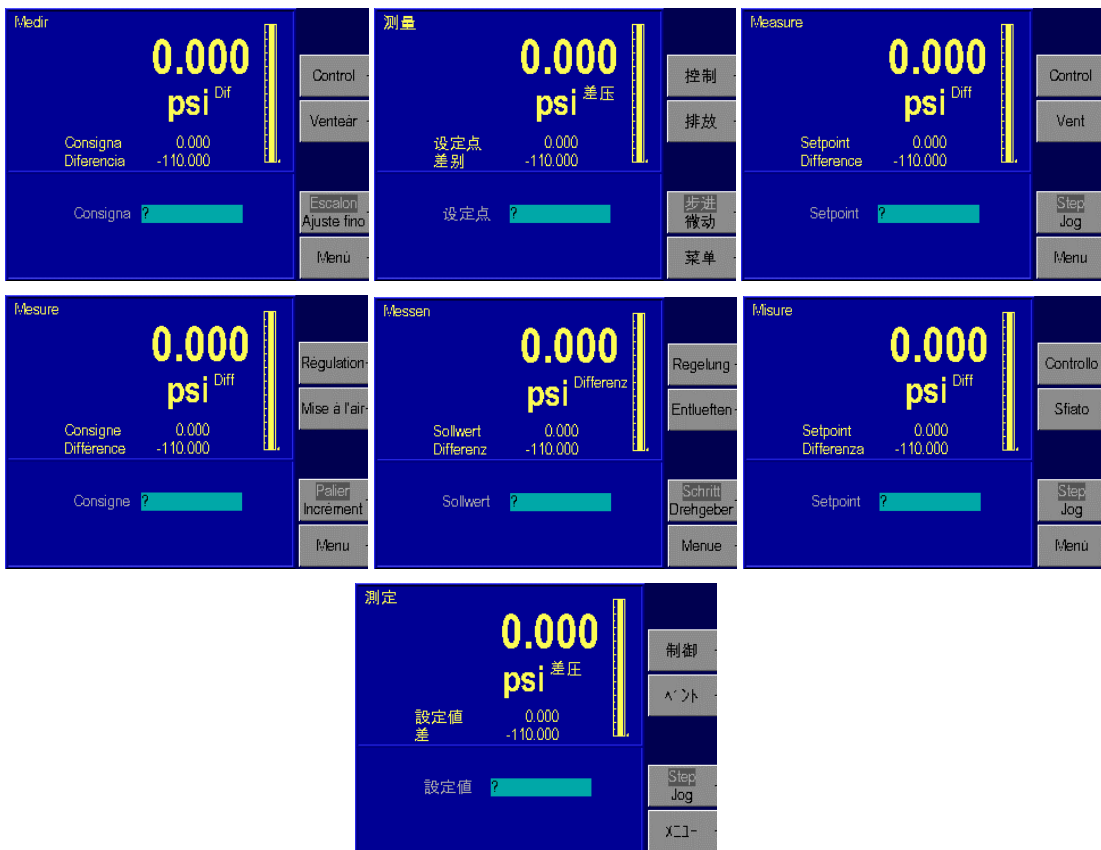 Medir
0.000
psi Dif
Consigna 0.000
Diferencia -110.000
Consigna ?
Control
Venteár
Escalon
Ajuste fino
Menú
测量
0.000
psi 差压
设定点 0.000
差别 -110.000
设定点 ?
控制
排放
步进
微动
菜单
Measure
0.000
psi Diff
Setpoint 0.000
Difference -110.000
Setpoint ?
Control
Vent
Step
Jog
Menu
Mesure
0.000
psi Diff
Consigne 0.000
Différence -110.000
Consigne ?
Régulation
Mise à l'air
Palier
Incrément
Menu
Messen
0.000
psi Differenz
Sollwert 0.000
Differenz -110.000
Sollwert ?
Regelung
Entlueften
Schritt
Drehgeber
Menue
Misure
0.000
psi Diff
Setpoint 0.000
Differenza -110.000
Setpoint ?
Controllo
Sfiato
Step
Jog
Menú
測定
0.000
psi 差圧
設定値 0.000
差 -110.000
設定値 ?
制御
ﾍﾞﾝﾄ
Step
Jog
ﾒﾆｭｰ